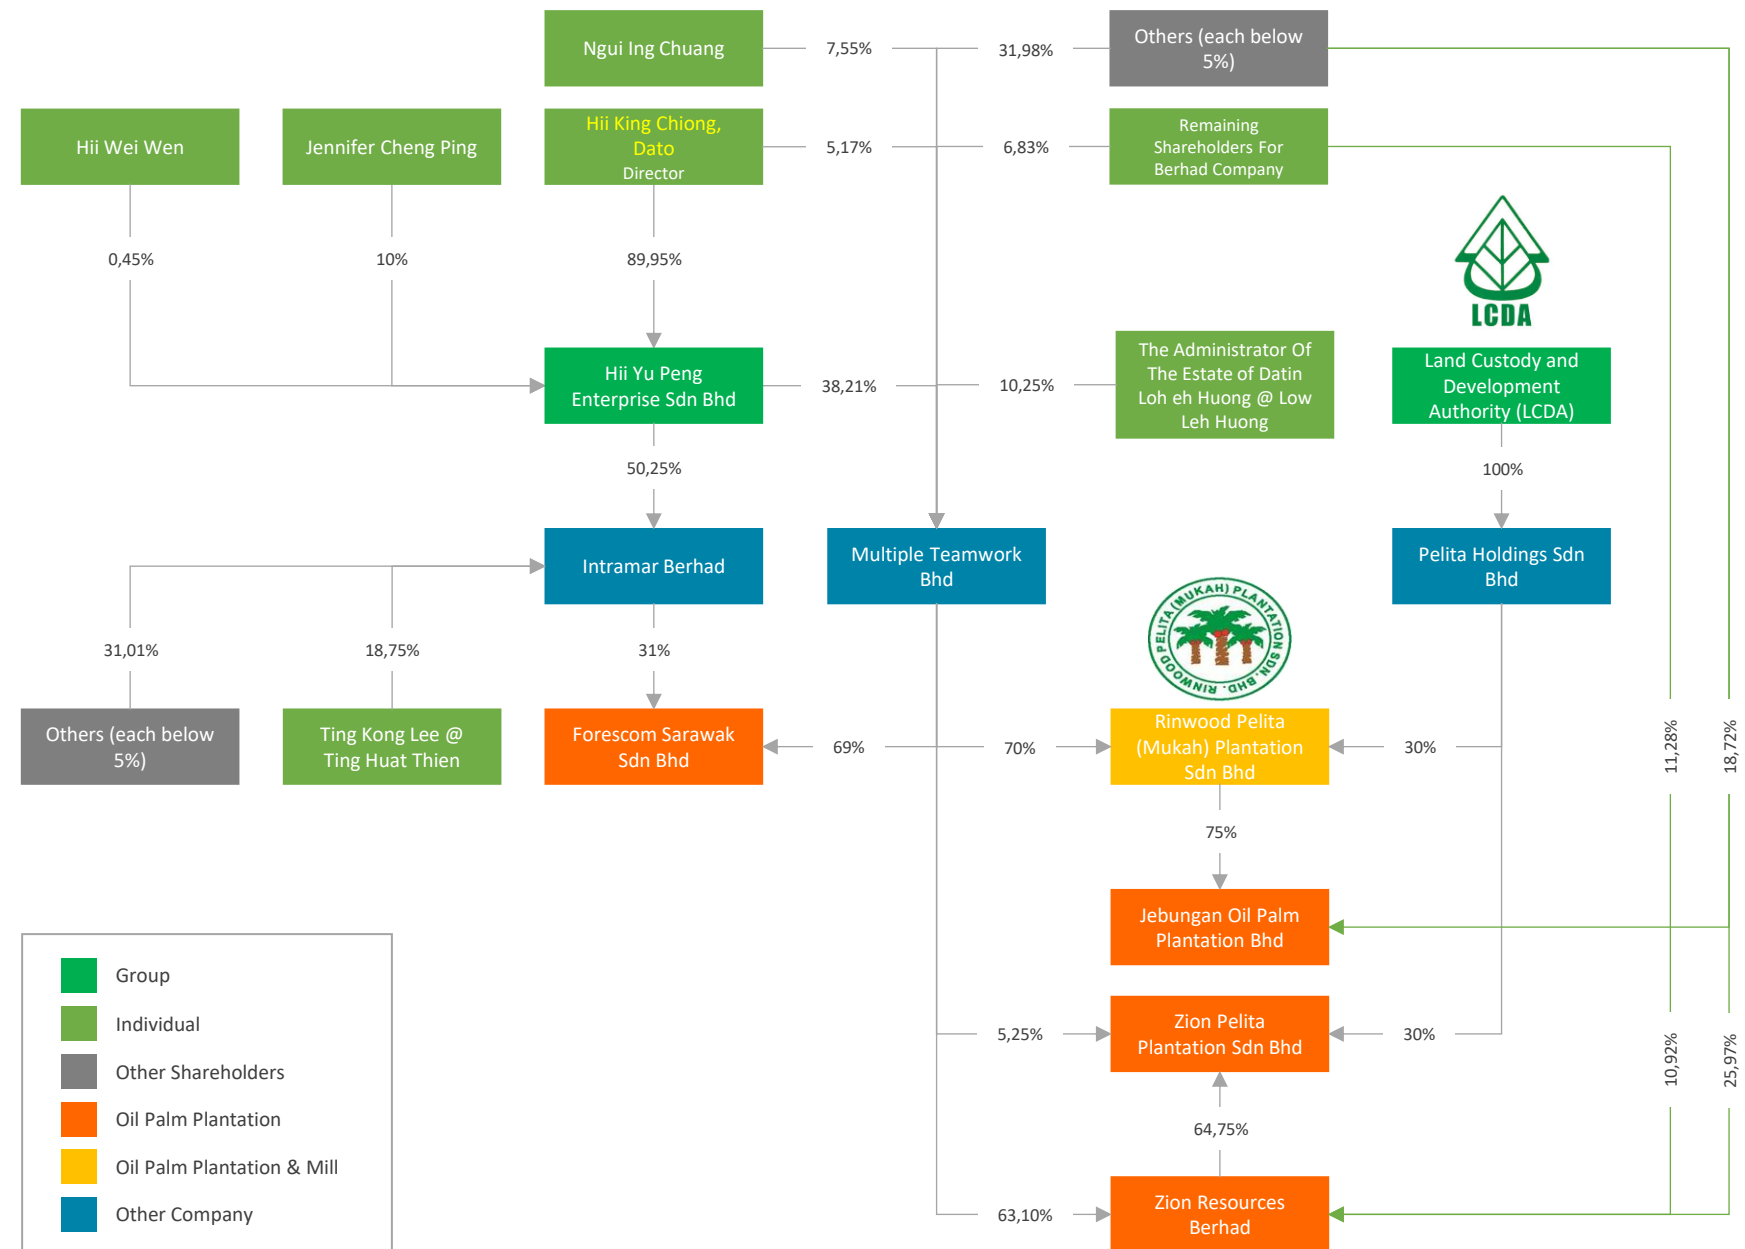 Ngui Ing Chuang
7,55%
31,98%
Others (each below
5%)
Hii Wei Wen
Jennifer Cheng Ping
Hii King Chiong,
Dato
Director
5,17%
6,83%
Remaining
Shareholders For
Berhad Company
0,45%
10%
89,95%
LCDA
Hii Yu Peng
Enterprise Sdn Bhd
38,21%
10,25%
The Administrator Of
The Estate of Datin
Loh eh Huong @ Low
Leh Huong
Land Custody and
Development
Authority (LCDA)
50,25%
100%
Intramar Berhad
Multiple Teamwork
Bhd
Pelita Holdings Sdn
Bhd
RINWOOD PELITA (MUKAH) PLANTATION SDN. BHD.
31,01%
18,75%
31%
Others (each below
5%)
Ting Kong Lee @
Ting Huat Thien
Forescom Sarawak
Sdn Bhd
69%
70%
Rinwood Pelita
(Mukah) Plantation
Sdn Bhd
30%
11,28%
18,72%
75%
Jebungan Oil Palm
Plantation Bhd
5,25%
Zion Pelita
Plantation Sdn Bhd
30%
10,92%
25,97%
64,75%
63,10%
Zion Resources
Berhad
Group
Individual
Other Shareholders
Oil Palm Plantation
Oil Palm Plantation & Mill
Other Company